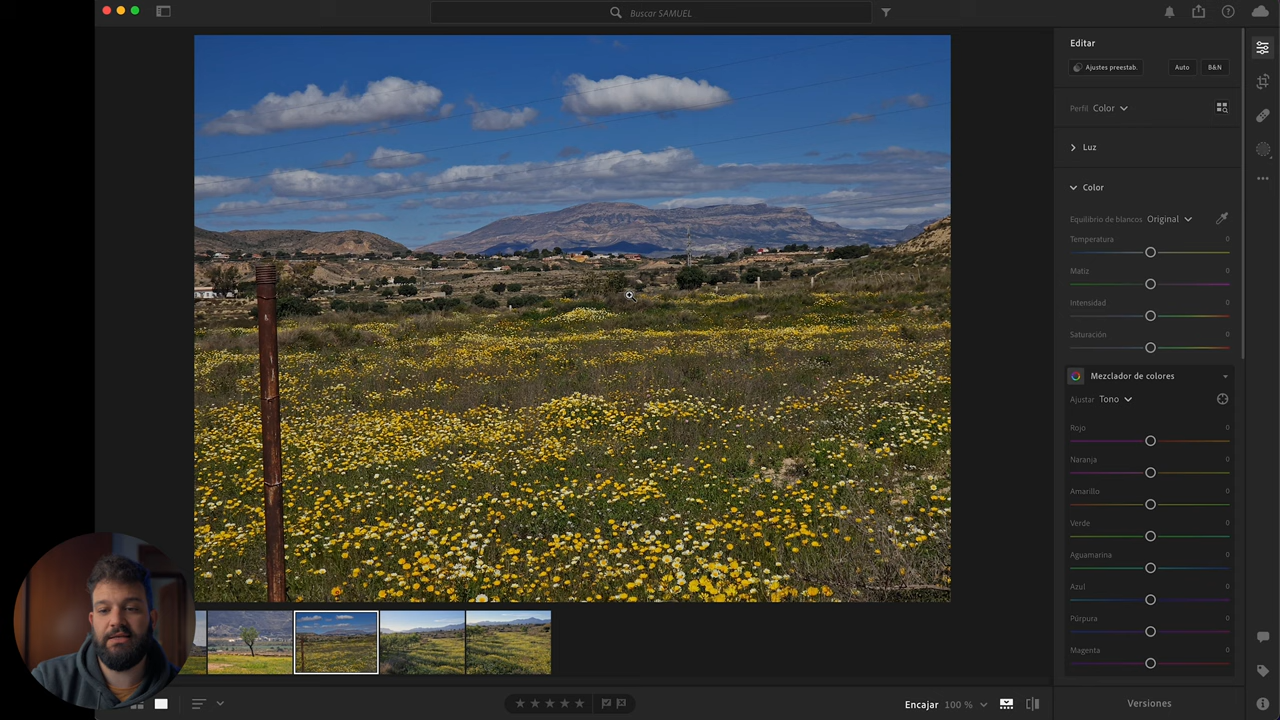 Buscar SAMUEL
Editar
Ajustes preestab.
Auto
B&N
Perfil Color
Luz
Color
Equilibrio de blancos Original
Temperatura 0
Matiz 0
Intensidad 0
Saturación 0
Mezclador de colores
Ajustar Tono
Rojo 0
Naranja 0
Amarillo 0
Verde 0
Aguamarina 0
Azul 0
Púrpura 0
Magenta 0
Encajar 100 %
Versiones